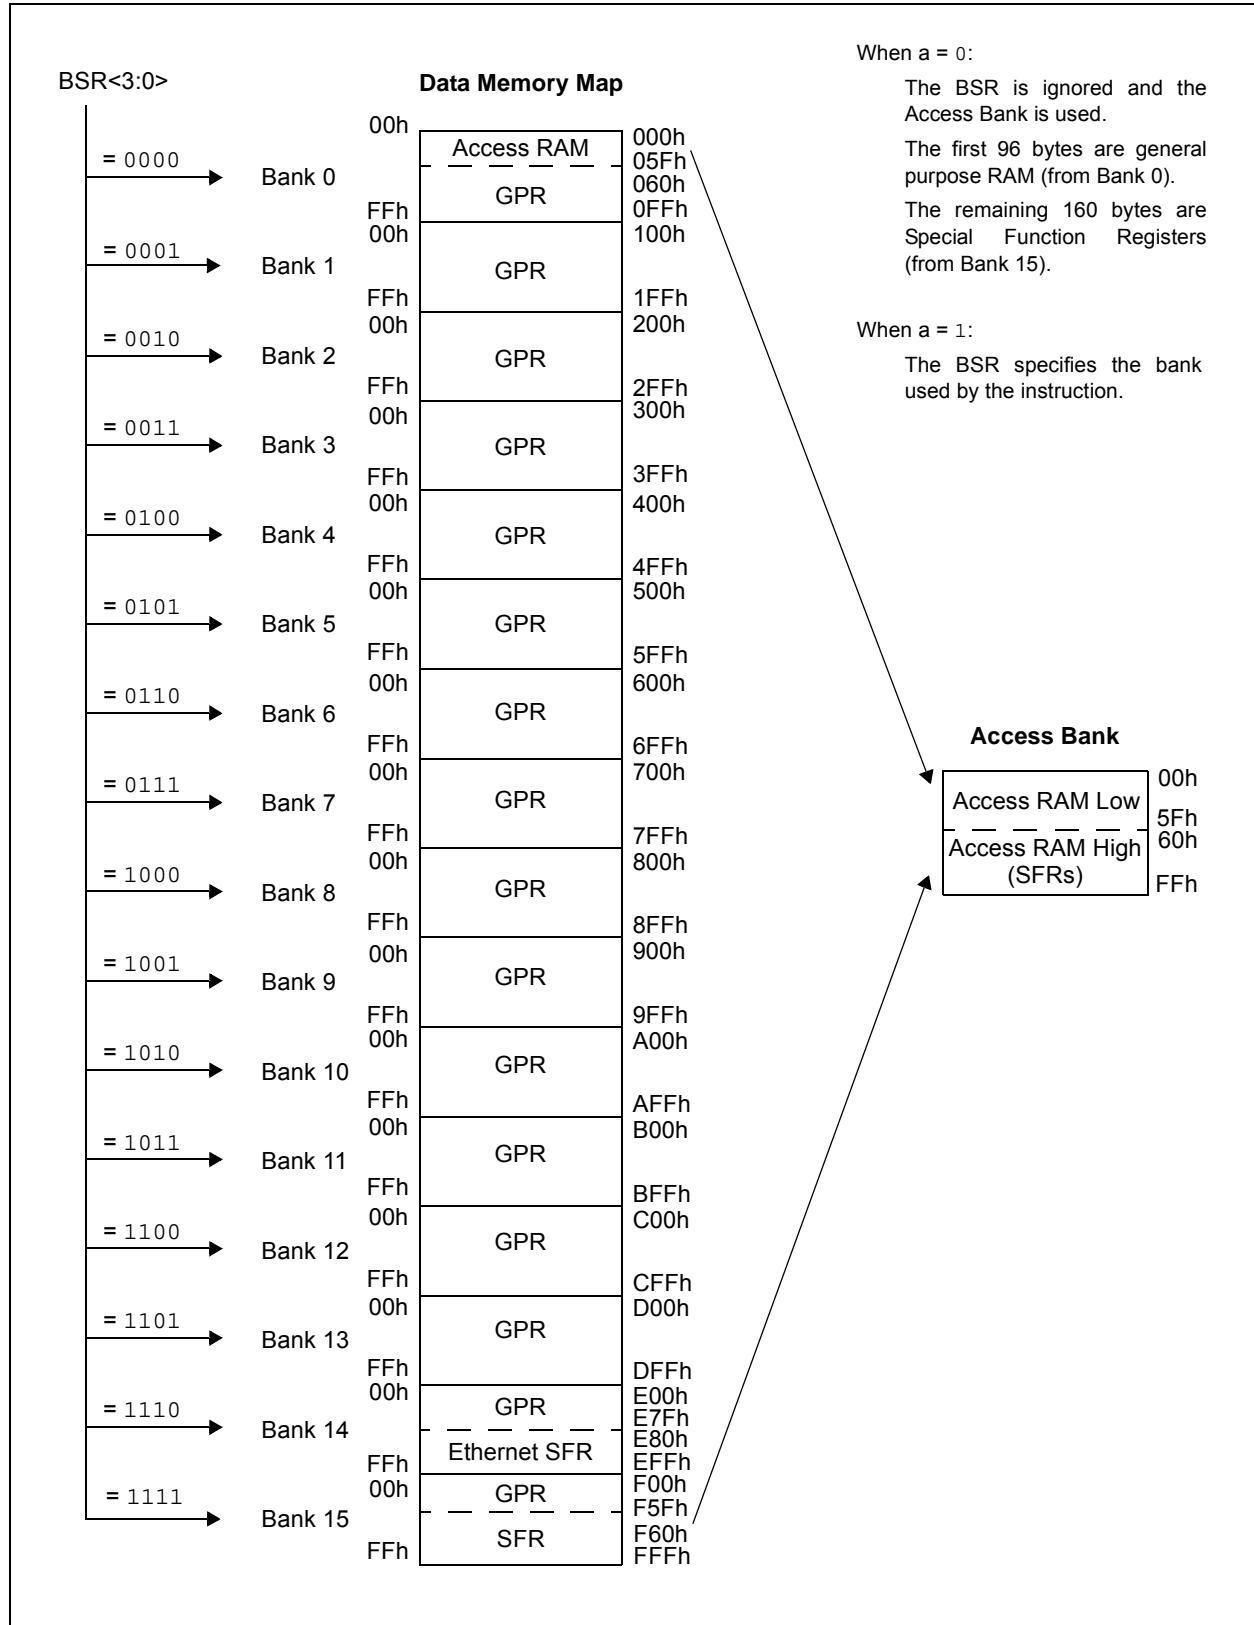 BSR<3:0>
Data Memory Map
When a = 0:
The BSR is ignored and the
Access Bank is used.
The first 96 bytes are general
purpose RAM (from Bank 0).
The remaining 160 bytes are
Special Function Registers
(from Bank 15).
When a = 1:
The BSR specifies the bank
used by the instruction.
= 0000
Bank 0
00h
FFh
Access RAM
GPR
000h
05Fh
060h
0FFh
= 0001
Bank 1
00h
FFh
GPR
100h
1FFh
= 0010
Bank 2
00h
FFh
GPR
200h
2FFh
= 0011
Bank 3
00h
FFh
GPR
300h
3FFh
= 0100
Bank 4
00h
FFh
GPR
400h
4FFh
= 0101
Bank 5
00h
FFh
GPR
500h
5FFh
= 0110
Bank 6
00h
FFh
GPR
600h
6FFh
= 0111
Bank 7
00h
FFh
GPR
700h
7FFh
= 1000
Bank 8
00h
FFh
GPR
800h
8FFh
= 1001
Bank 9
00h
FFh
GPR
900h
9FFh
= 1010
Bank 10
00h
FFh
GPR
A00h
AFFh
= 1011
Bank 11
00h
FFh
GPR
B00h
BFFh
= 1100
Bank 12
00h
FFh
GPR
C00h
CFFh
= 1101
Bank 13
00h
FFh
GPR
D00h
DFFh
= 1110
Bank 14
00h
FFh
GPR
Ethernet SFR
E00h
E7Fh
E80h
EFFh
= 1111
Bank 15
00h
FFh
GPR
SFR
F00h
F5Fh
F60h
FFFh
Access Bank
Access RAM Low
Access RAM High
(SFRs)
00h
5Fh
60h
FFh